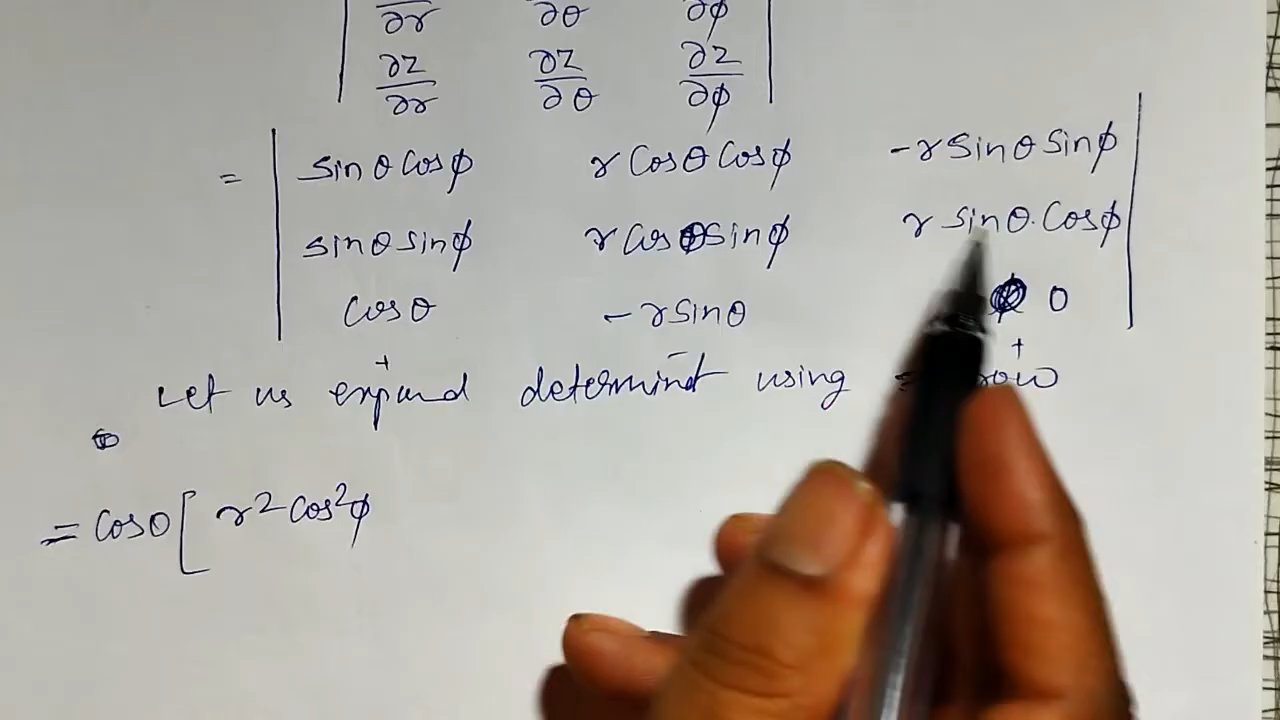 ∂r ∂θ ∂ϕ
∂z/∂r ∂z/∂θ ∂z/∂ϕ
= | sinθ cosϕ r cosθ cosϕ -r sinθ sinϕ |
sinθ sinϕ r cosθ sinϕ r sinθ. cosϕ
cosθ -r sinθ 0
+ - +
Let us expand determint using row
= cosθ [ r² cos²ϕ